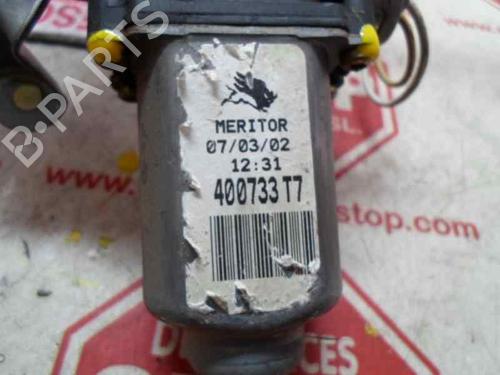 B-PARTS
MERITOR
07/03/02
12:31
400733 T7
S.L.
stop.com